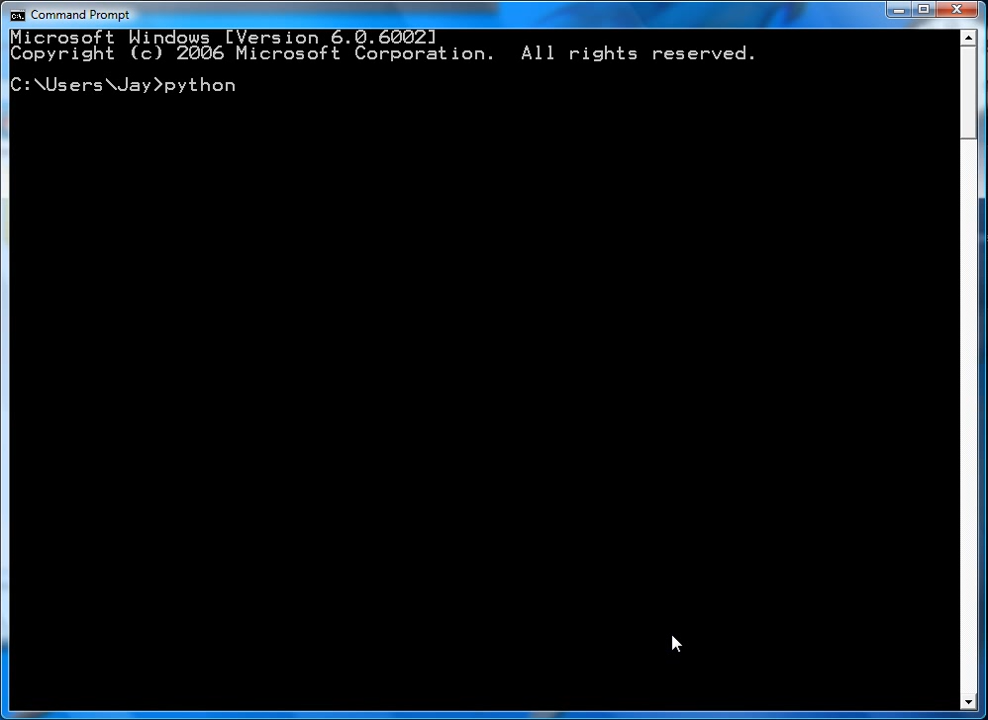 Command Prompt
Microsoft Windows [Version 6.0.6002]
Copyright (c) 2006 Microsoft Corporation.  All rights reserved.
C:\Users\Jay>python